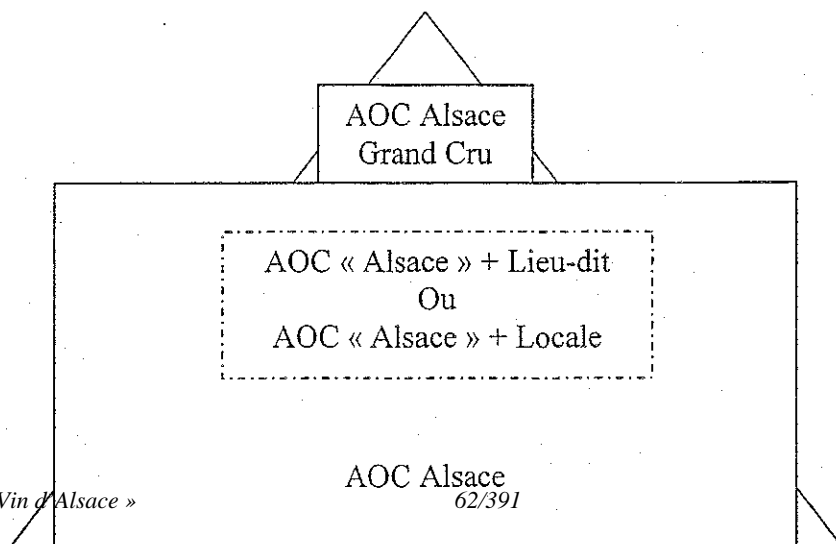 AOC Alsace
Grand Cru
AOC « Alsace » + Lieu-dit
Ou
AOC « Alsace » + Locale
AOC Alsace
Vin d'Alsace » 62/391